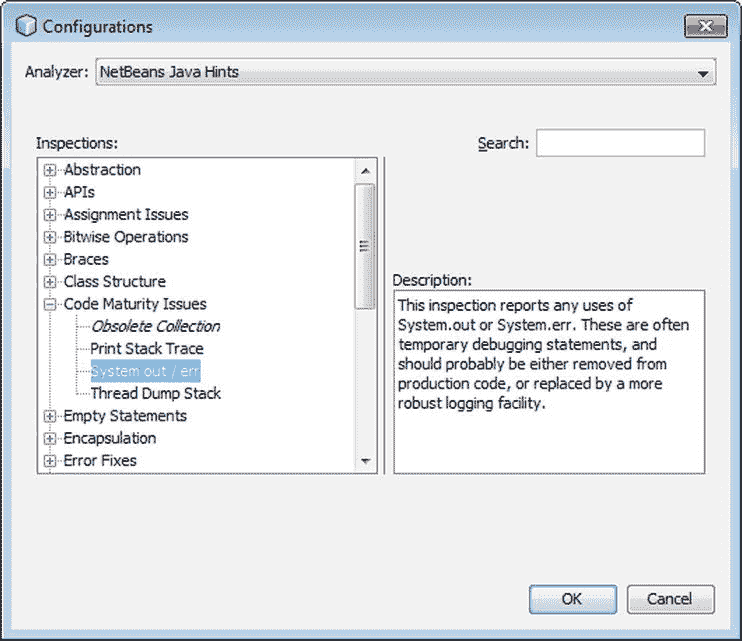 Configurations
Analyzer: NetBeans Java Hints
Inspections:
Search:
Abstraction
APIs
Assignment Issues
Bitwise Operations
Braces
Class Structure
Code Maturity Issues
Obsolete Collection
Print Stack Trace
System out / err
Thread Dump Stack
Empty Statements
Encapsulation
Error Fixes
Description:
This inspection reports any uses of
System.out or System.err. These are often
temporary debugging statements, and
should probably be either removed from
production code, or replaced by a more
robust logging facility.
OK
Cancel